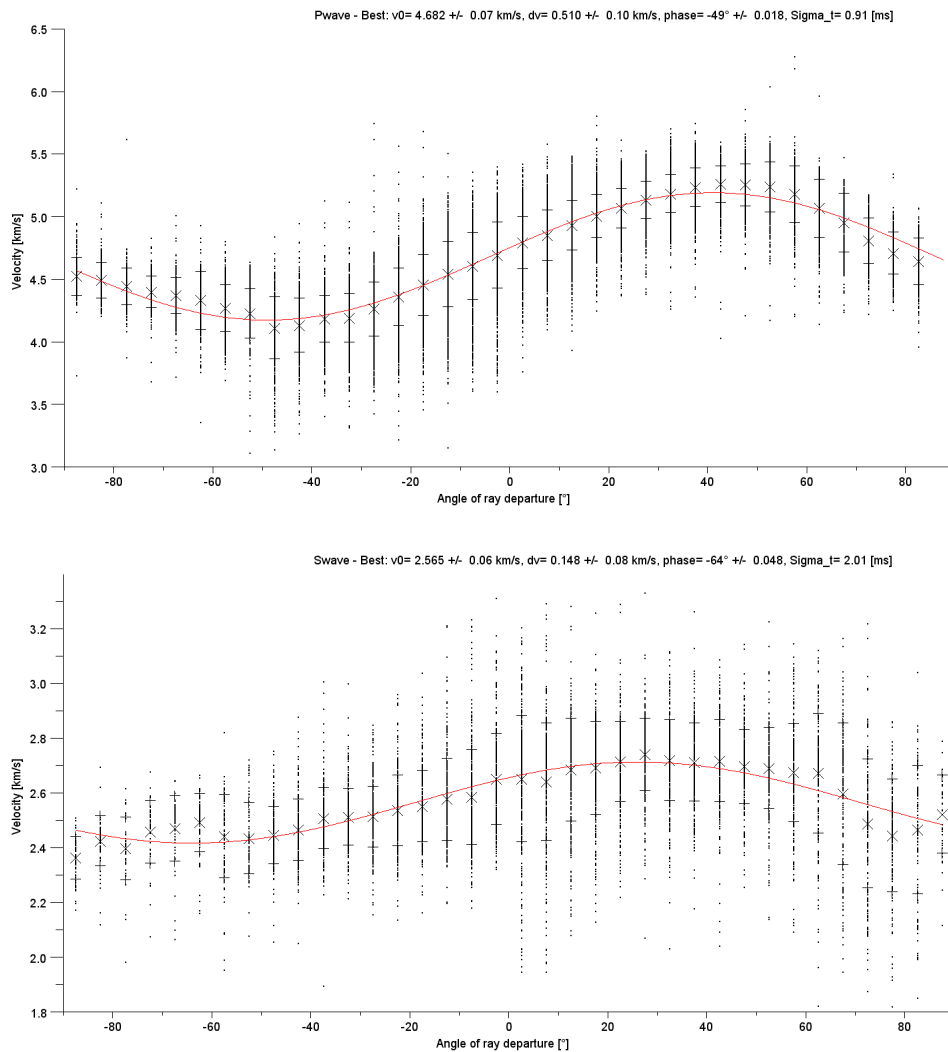 Pwave - Best: v0= 4.682 +/-  0.07 km/s, dv= 0.510 +/-  0.10 km/s, phase= -49° +/-  0.018, Sigma_t= 0.91 [ms]
6.5
6.0
5.5
5.0
4.5
4.0
3.5
3.0
Velocity [km/s]
-80 -60 -40 -20 0 20 40 60 80
Angle of ray departure [°]
Swave - Best: v0= 2.565 +/-  0.06 km/s, dv= 0.148 +/-  0.08 km/s, phase= -64° +/-  0.048, Sigma_t= 2.01 [ms]
3.2
3.0
2.8
2.6
2.4
2.2
2.0
1.8
Velocity [km/s]
-80 -60 -40 -20 0 20 40 60 80
Angle of ray departure [°]